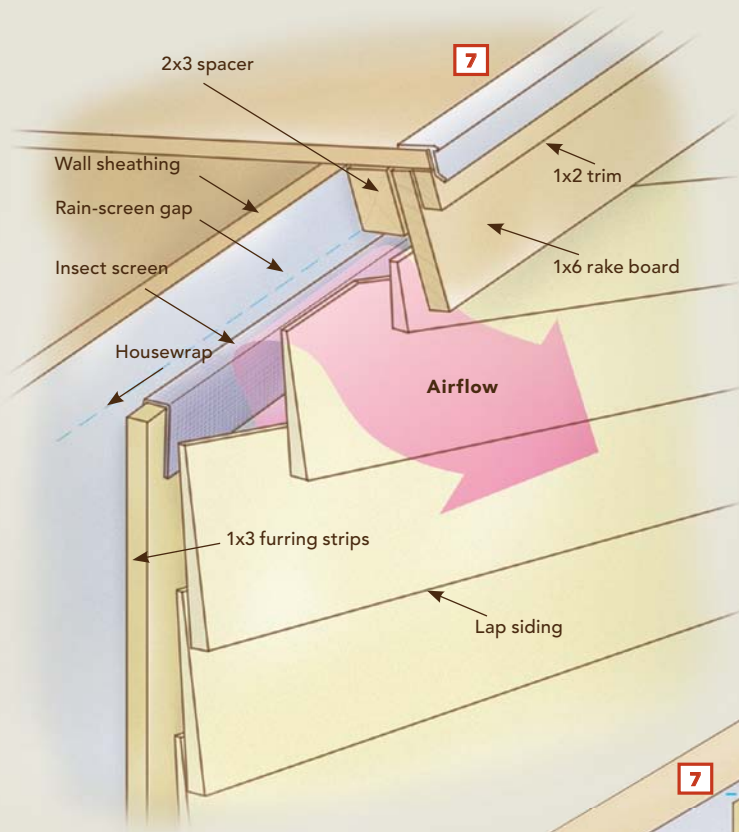 7
2x3 spacer
Wall sheathing
1x2 trim
Rain-screen gap
Insect screen
1x6 rake board
Housewrap
Airflow
1x3 furring strips
Lap siding
7